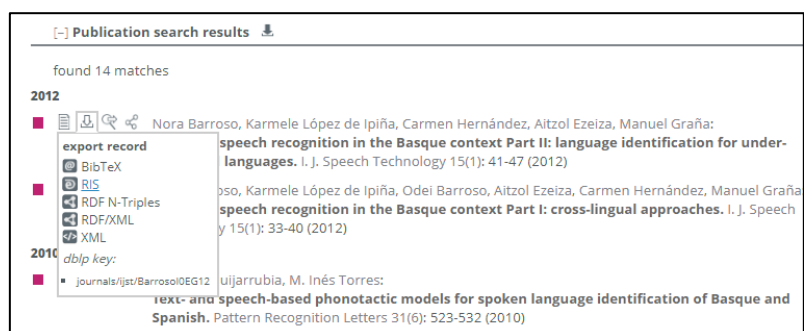 [-] Publication search results
found 14 matches
2012
Nora Barroso, Karmele López de Ipiña, Carmen Hernández, Aitzol Ezeiza, Manuel Graña:
speech recognition in the Basque context Part II: language identification for under-
languages. I. J. Speech Technology 15(1): 41-47 (2012)
export record
BibTeX
RIS
RDF N-Triples
RDF/XML
XML
dblp key:
journals/ijst/BarrosoI0EG12
oso, Karmele López de Ipiña, Odei Barroso, Aitzol Ezeiza, Carmen Hernández, Manuel Graña
speech recognition in the Basque context Part I: cross-lingual approaches. I. J. Speech
y 15(1): 33-40 (2012)
2010
uijarrubia, M. Inés Torres:
Text- and speech-based phonotactic models for spoken language identification of Basque and
Spanish. Pattern Recognition Letters 31(6): 523-532 (2010)